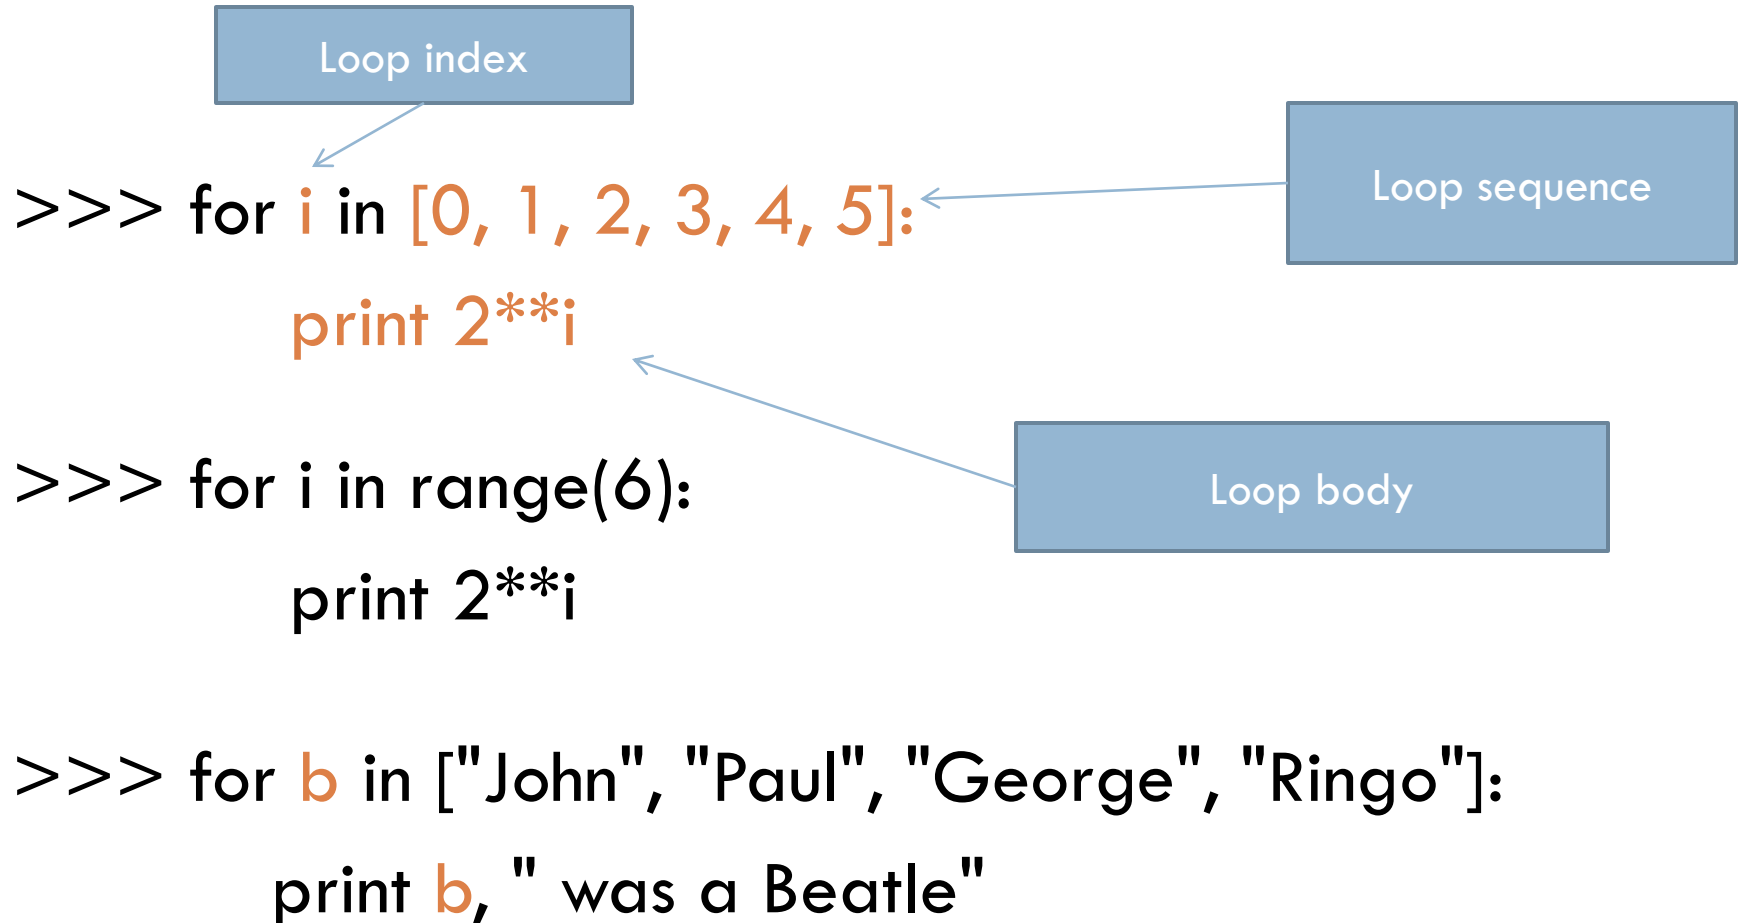 Loop index
>>> for i in [0, 1, 2, 3, 4, 5]:
Loop sequence
print 2**i
>>> for i in range(6):
Loop body
print 2**i
>>> for b in ["John", "Paul", "George", "Ringo"]:
print b, " was a Beatle"